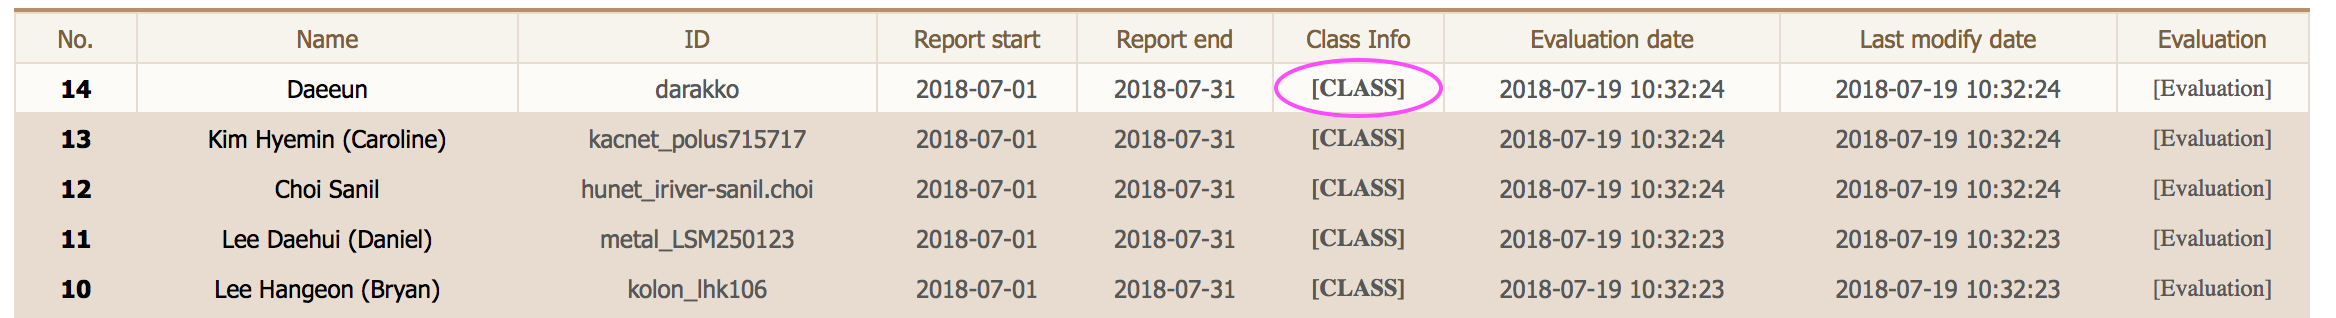 No. Name ID Report start Report end Class Info Evaluation date Last modify date Evaluation
14 Daeeun darakko 2018-07-01 2018-07-31 [CLASS] 2018-07-19 10:32:24 2018-07-19 10:32:24 [Evaluation]
13 Kim Hyemin (Caroline) kacnet_polus715717 2018-07-01 2018-07-31 [CLASS] 2018-07-19 10:32:24 2018-07-19 10:32:24 [Evaluation]
12 Choi Sanil hunet_iriver-sanil.choi 2018-07-01 2018-07-31 [CLASS] 2018-07-19 10:32:24 2018-07-19 10:32:24 [Evaluation]
11 Lee Daehui (Daniel) metal_LSM250123 2018-07-01 2018-07-31 [CLASS] 2018-07-19 10:32:23 2018-07-19 10:32:23 [Evaluation]
10 Lee Hangeon (Bryan) kolon_lhk106 2018-07-01 2018-07-31 [CLASS] 2018-07-19 10:32:23 2018-07-19 10:32:23 [Evaluation]